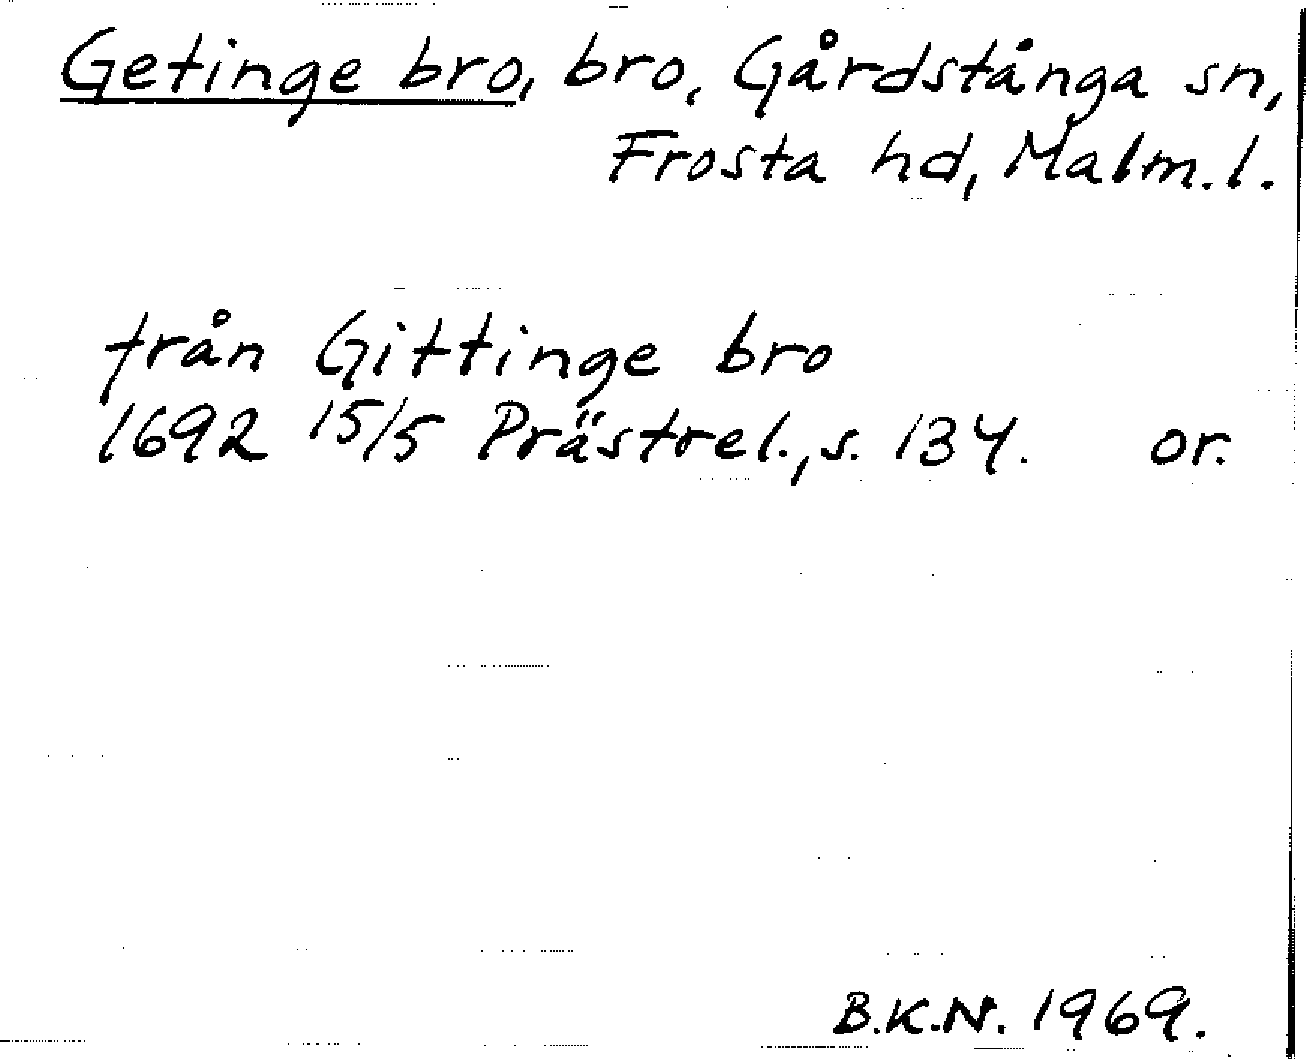 Getinge bro, bro, Gårdstånga sn,
Frosta hd, Malm.l.
från Gittinge bro
1692 15/5 Prästrel., s. 134. or.
B.K.N. 1969.